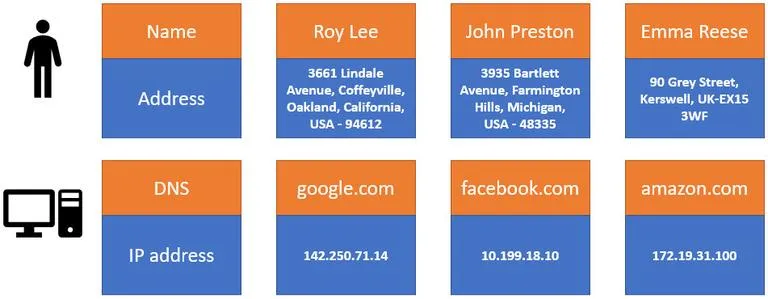 Name
Roy Lee
John Preston
Emma Reese
Address
3661 Lindale
Avenue, Coffeyville,
Oakland, California,
USA - 94612
3935 Bartlett
Avenue, Farmington
Hills, Michigan,
USA - 48335
90 Grey Street,
Kerswell, UK-EX15
3WF
DNS
google.com
facebook.com
amazon.com
IP address
142.250.71.14
10.199.18.10
172.19.31.100